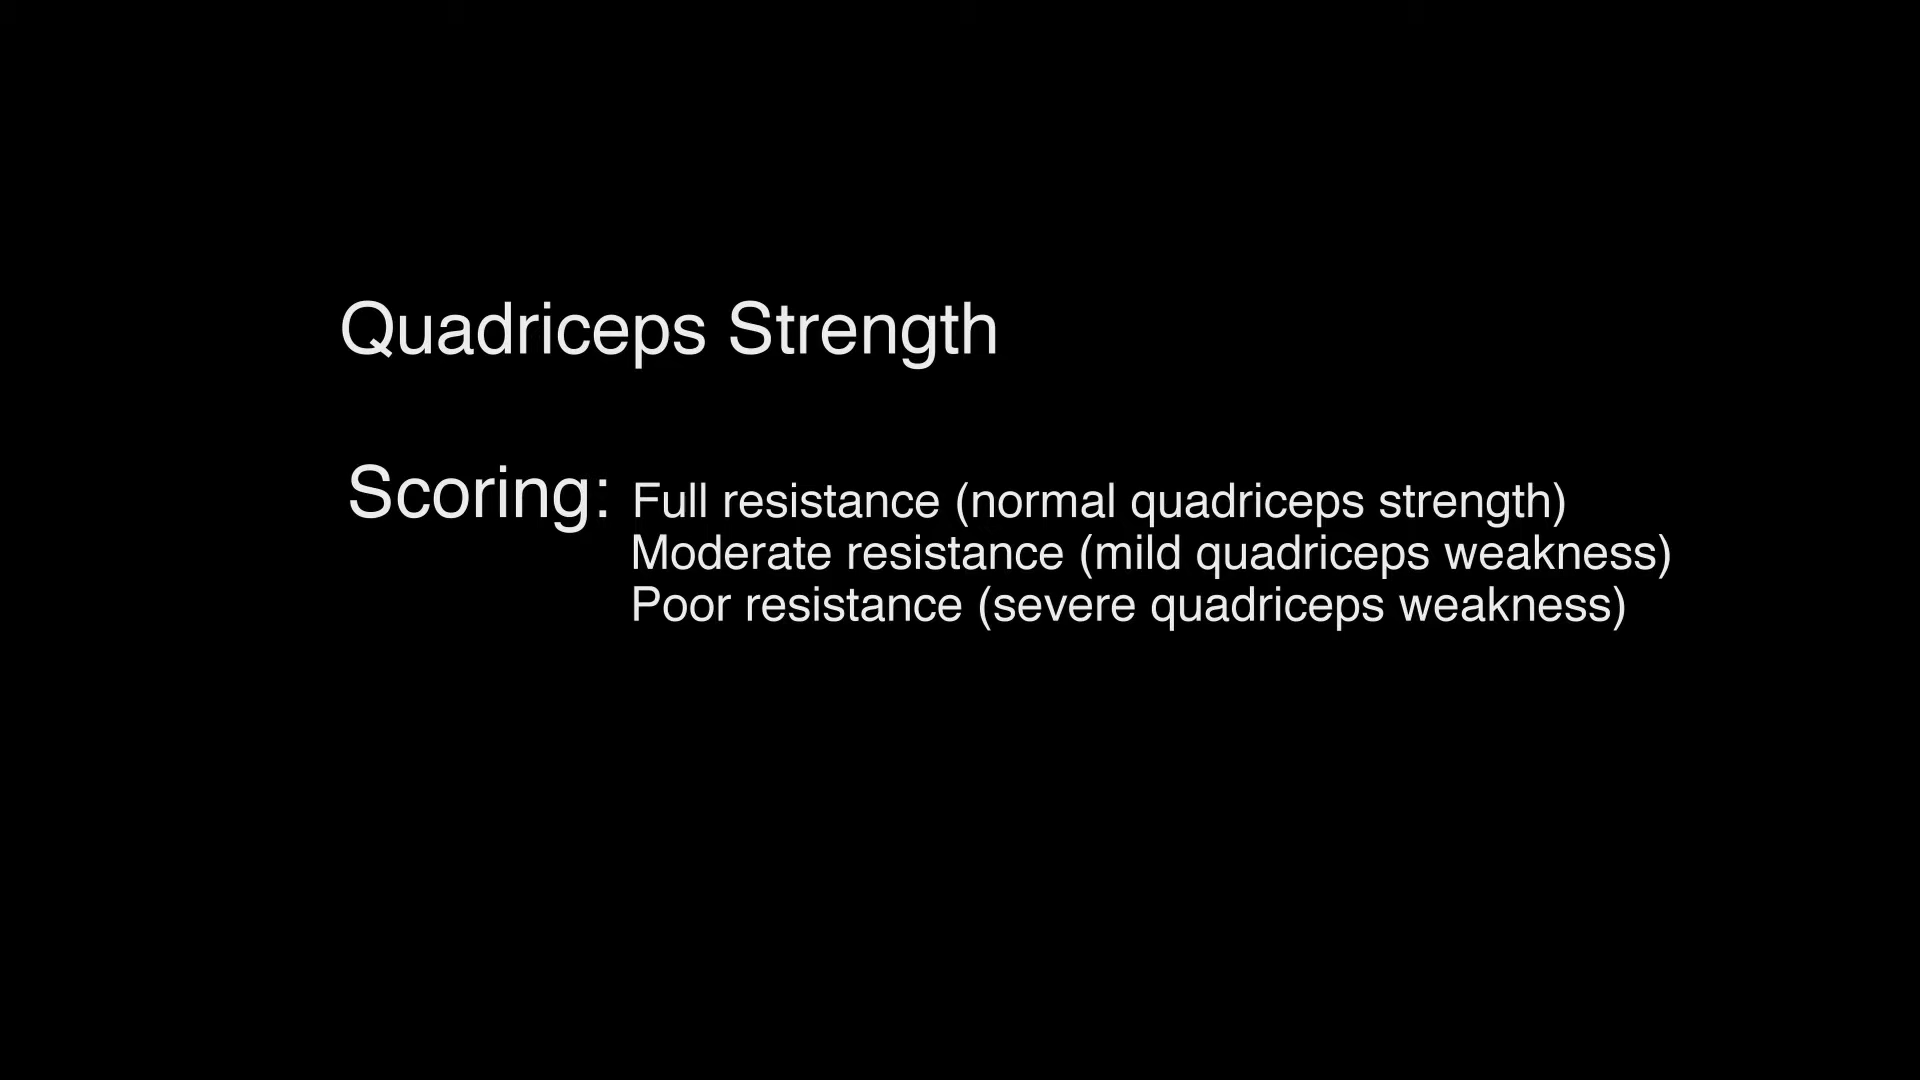 Quadriceps Strength
Scoring: Full resistance (normal quadriceps strength)
Moderate resistance (mild quadriceps weakness)
Poor resistance (severe quadriceps weakness)